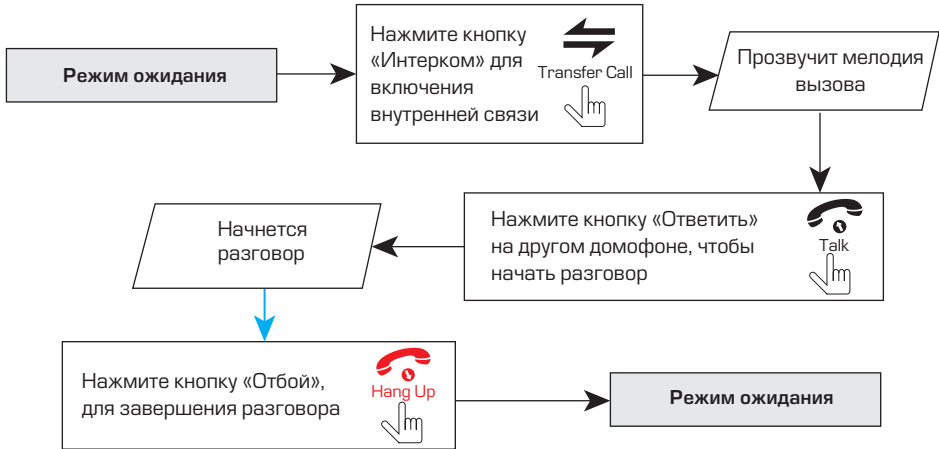 Режим ожидания
Нажмите кнопку
«Интерком» для
включения
внутренней связи
Transfer Call
Прозвучит мелодия
вызова
Нажмите кнопку «Ответить»
на другом домофоне, чтобы
начать разговор
Talk
Начнется
разговор
Нажмите кнопку «Отбой»,
для завершения разговора
Hang Up
Режим ожидания